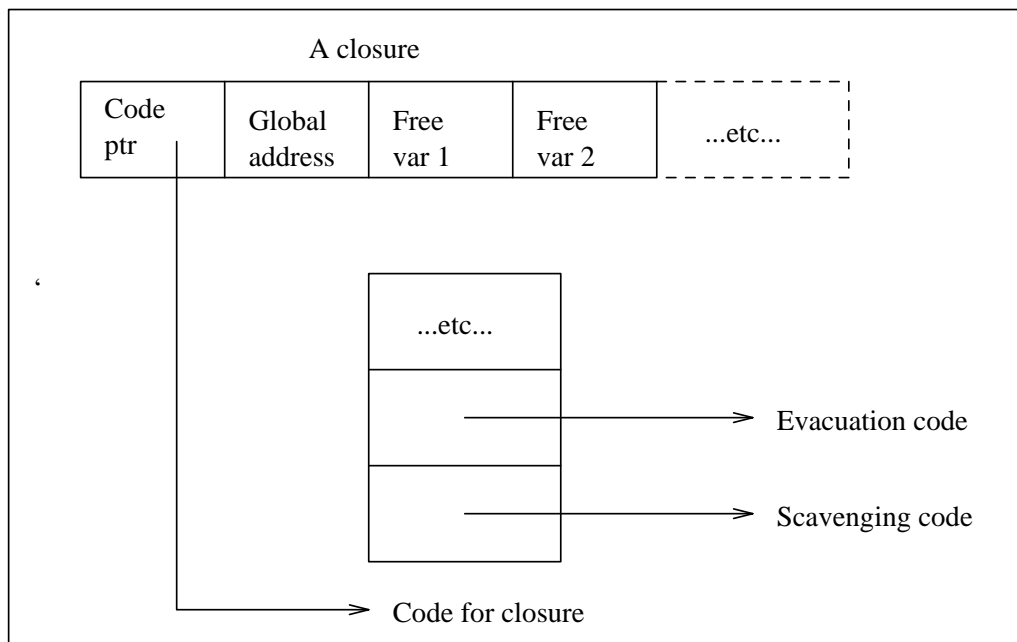 A closure
Code
ptr
Global
address
Free
var 1
Free
var 2
...etc...
‘
...etc...
Evacuation code
Scavenging code
Code for closure